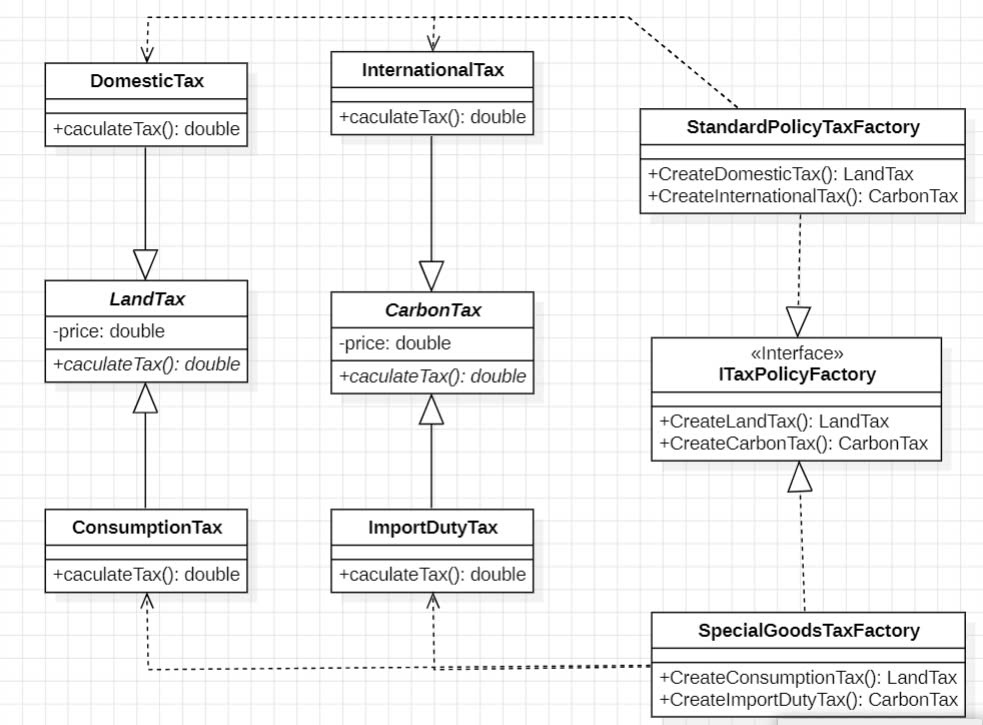 DomesticTax
+caculateTax(): double
InternationalTax
+caculateTax(): double
StandardPolicyTaxFactory
+CreateDomesticTax(): LandTax
+CreateInternationalTax(): CarbonTax
LandTax
-price: double
+caculateTax(): double
CarbonTax
-price: double
+caculateTax(): double
«Interface»
ITaxPolicyFactory
+CreateLandTax(): LandTax
+CreateCarbonTax(): CarbonTax
ConsumptionTax
+caculateTax(): double
ImportDutyTax
+caculateTax(): double
SpecialGoodsTaxFactory
+CreateConsumptionTax(): LandTax
+CreateImportDutyTax(): CarbonTax